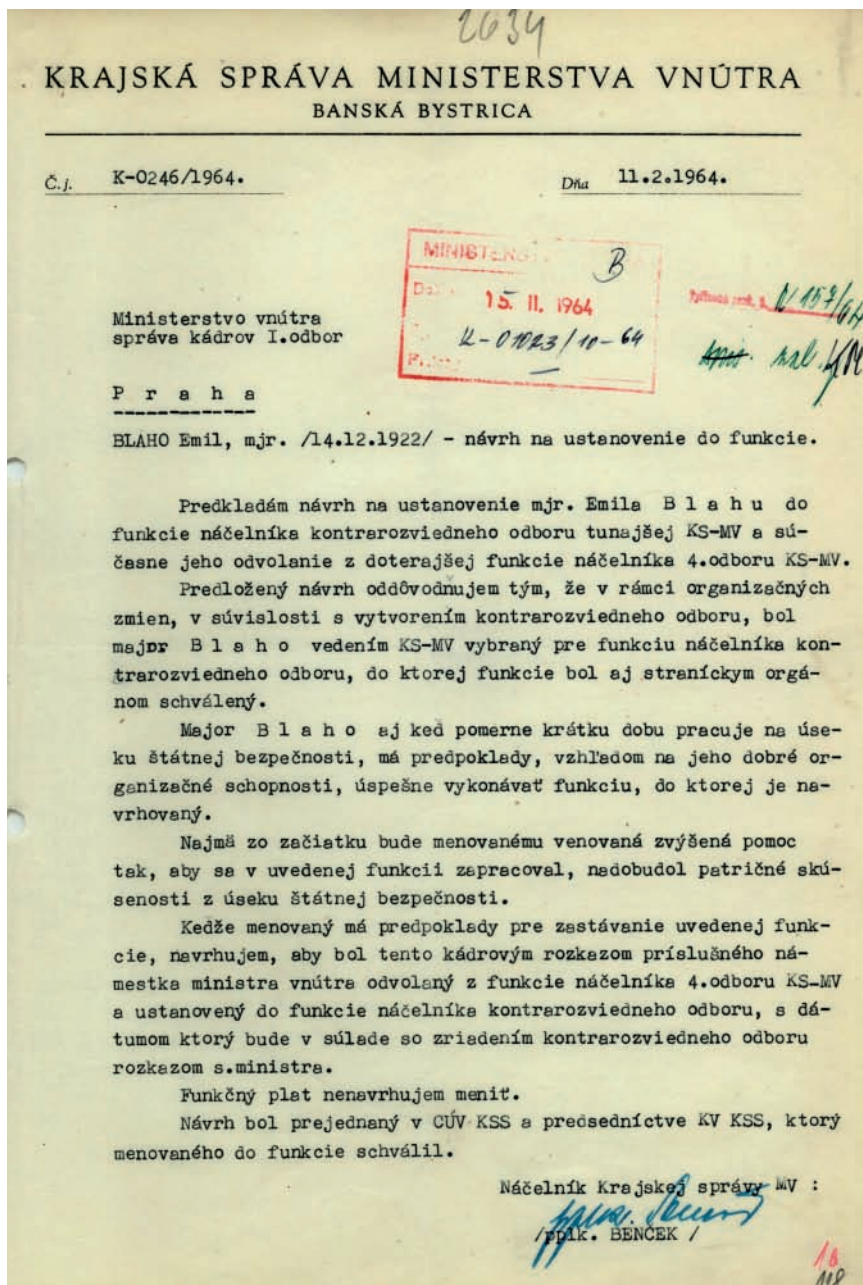 2634
KRAJSKÁ SPRÁVA MINISTERSTVA VNÚTRA
BANSKÁ BYSTRICA
Č.j. K-0246/1964.
Dňa 11.2.1964.
MINISTERS
B
15. II. 1964
K-01023/10-64
N 157/64
Ministerstvo vnútra
správa kádrov I.odbor
P r a h a
BLAHO Emil, mjr. /14.12.1922/ - návrh na ustanovenie do funkcie.
Predkladám návrh na ustanovenie mjr. Emila B l a h u do
funkcie náčelníka kontrarozviedneho odboru tunajšej KS-MV a sú-
časne jeho odvolanie z doterajšej funkcie náčelníka 4.odboru KS-MV.
Predložený návrh oddôvodnujem tým, že v rámci organizačných
zmien, v súvislosti s vytvorením kontrarozviedneho odboru, bol
major B l a h o vedením KS-MV vybraný pre funkciu náčelníka kon-
trarozviedneho odboru, do ktorej funkcie bol aj straníckym orgá-
nom schválený.
Major B l a h o aj ked pomerne krátku dobu pracuje na úse-
ku štátnej bezpečnosti, má predpoklady, vzhľadom na jeho dobré or-
ganizačné schopnosti, úspešne vykonávať funkciu, do ktorej je na-
vrhovaný.
Najmä zo začiatku bude menovanému venovaná zvýšená pomoc
tak, aby sa v uvedenej funkcii zapracoval, nadobudol patričné skú-
senosti z úseku štátnej bezpečnosti.
Kedže menovaný má predpoklady pre zastávanie uvedenej funk-
cie, navrhujem, aby bol tento kádrovým rozkazom príslušného ná-
mestka ministra vnútra odvolaný z funkcie náčelníka 4.odboru KS-MV
a ustanovený do funkcie náčelníka kontrarozviedneho odboru, s dá-
tumom ktorý bude v súlade so zriadením kontrarozviedneho odboru
rozkazom s.ministra.
Funkčný plat nenavrhujem meniť.
Návrh bol prejednaný v CÚV KSS a predsedníctve KV KSS, ktorý
menovaného do funkcie schválil.
Náčelník Krajskej správy MV :
/pplk. BENČEK /
18
118